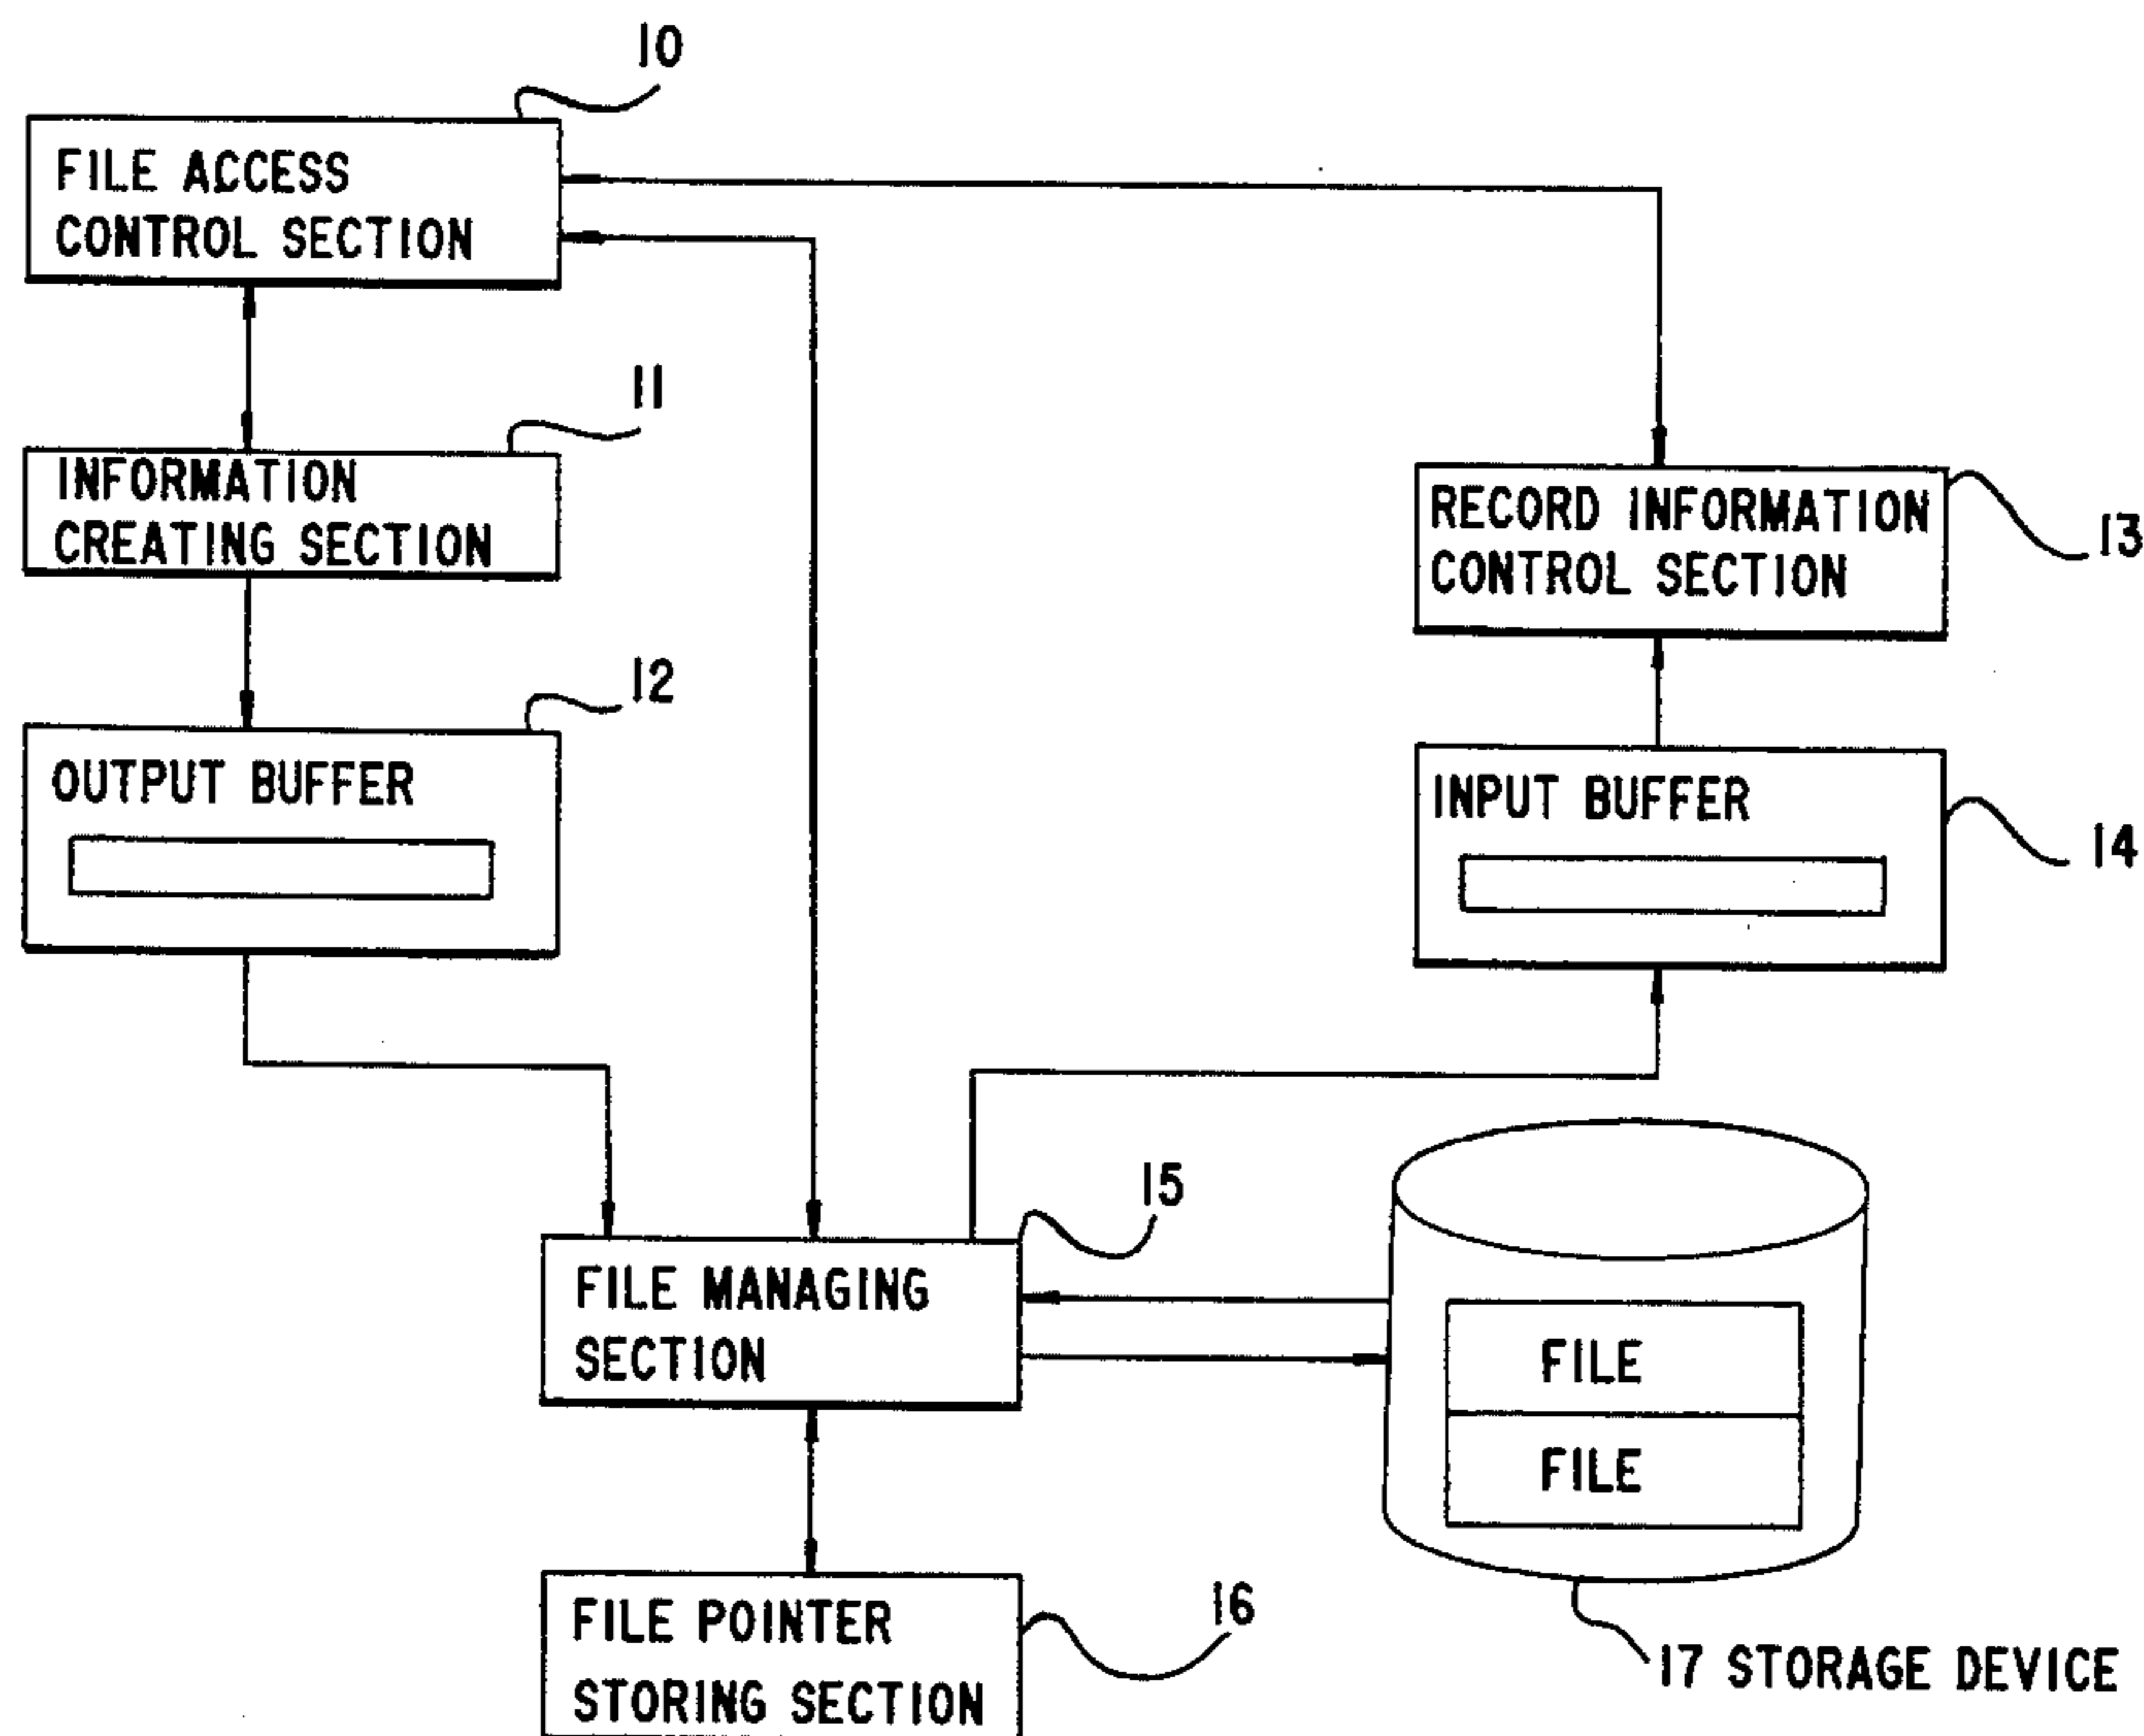 10
FILE ACCESS
CONTROL SECTION
11
INFORMATION
CREATING SECTION
13
RECORD INFORMATION
CONTROL SECTION
12
OUTPUT BUFFER
14
INPUT BUFFER
15
FILE MANAGING
SECTION
FILE
FILE
16
FILE POINTER
STORING SECTION
17 STORAGE DEVICE